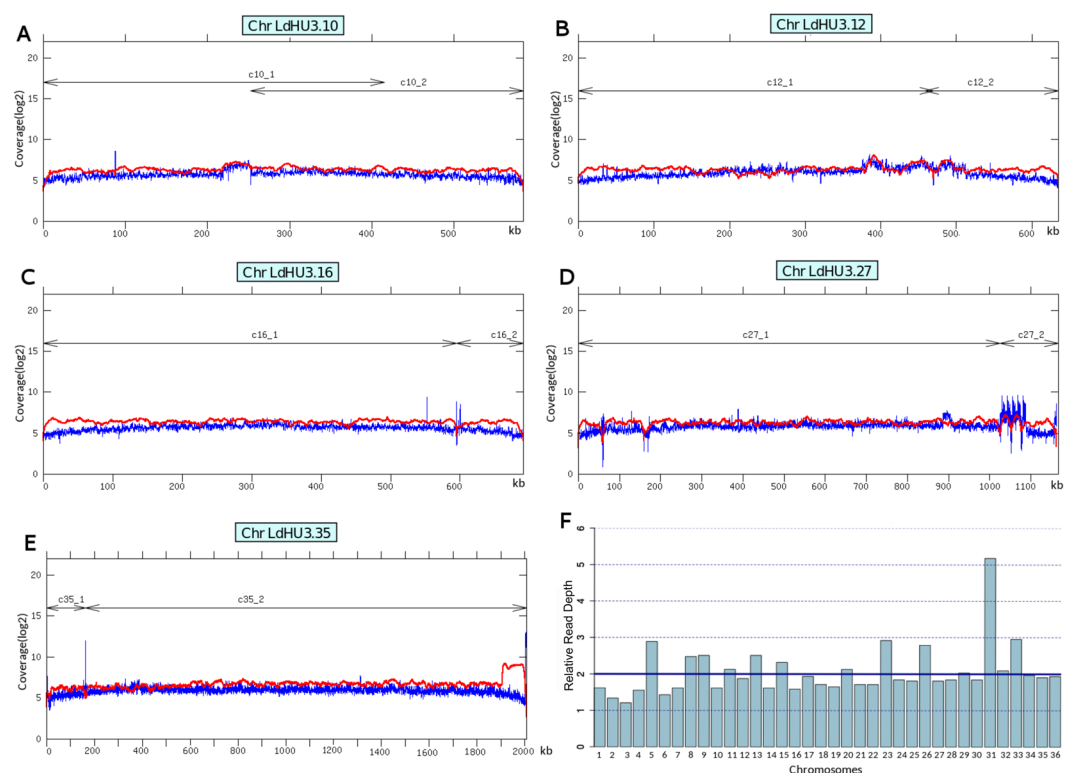 A
Chr LdHU3.10
Coverage(log2)
20
15
10
5
0
c10_1
c10_2
0 100 200 300 400 500 kb
B
Chr LdHU3.12
Coverage(log2)
20
15
10
5
0
c12_1
c12_2
0 100 200 300 400 500 600 kb
C
Chr LdHU3.16
Coverage(log2)
20
15
10
5
0
c16_1
c16_2
0 100 200 300 400 500 600 kb
D
Chr LdHU3.27
Coverage(log2)
20
15
10
5
0
c27_1
c27_2
0 100 200 300 400 500 600 700 800 900 1000 1100 kb
E
Chr LdHU3.35
Coverage(log2)
20
15
10
5
0
c35_1
c35_2
0 200 400 600 800 1000 1200 1400 1600 1800 2000 kb
F
Relative Read Depth
6
5
4
3
2
1
0
1 2 3 4 5 6 7 8 9 10 11 12 13 14 15 16 17 18 19 20 21 22 23 24 25 26 27 28 29 30 31 32 33 34 35 36
Chromosomes